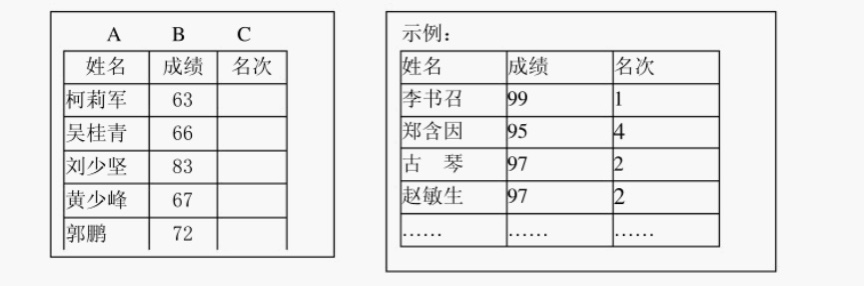 A B C
姓名 成绩 名次
柯莉军 63
吴桂青 66
刘少坚 83
黄少峰 67
郭鹏 72
示例：
姓名 成绩 名次
李书召 99 1
郑含因 95 4
古　琴 97 2
赵敏生 97 2
…… …… ……